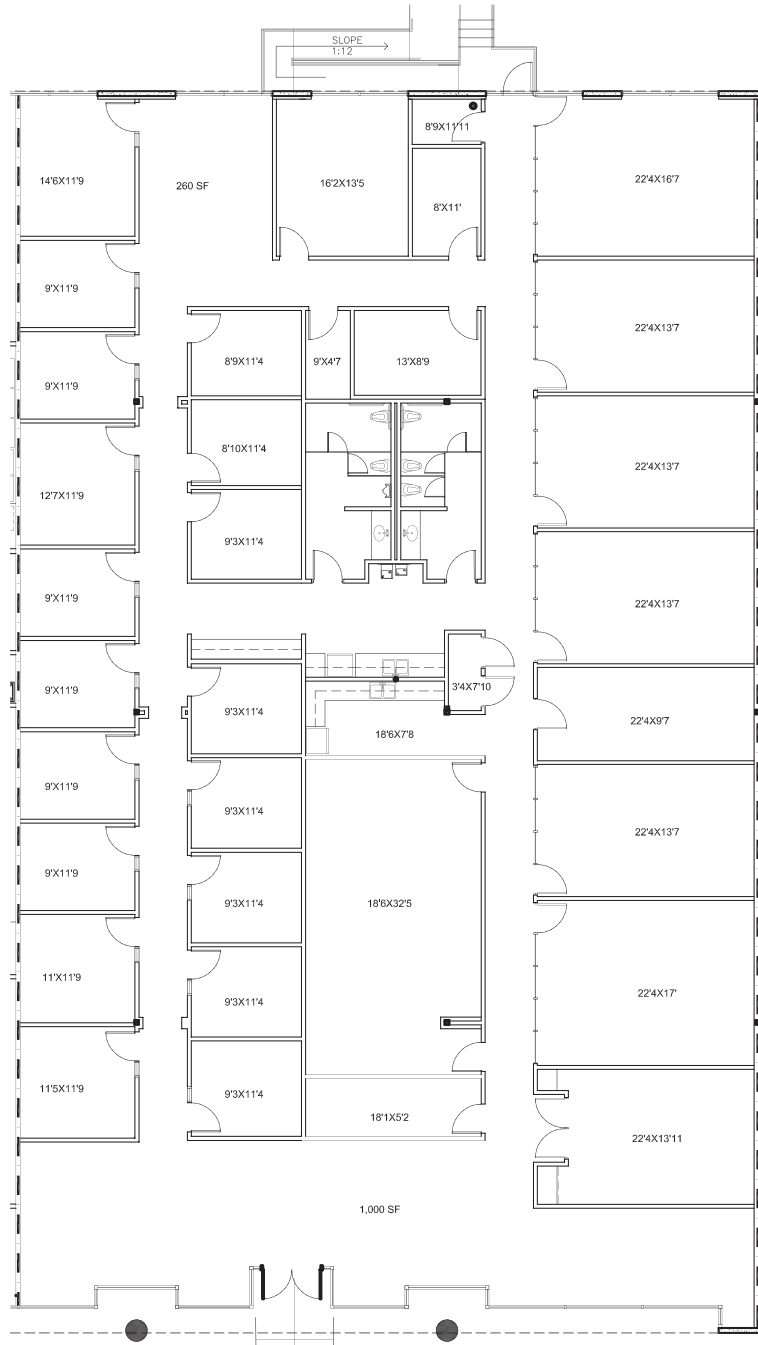 SLOPE
1:12
8'9X11'11
14'6X11'9
260 SF
16'2X13'5
22'4X16'7
8'X11'
9'X11'9
22'4X13'7
8'9X11'4
9'X4'7
13'X8'9
9'X11'9
8'10X11'4
22'4X13'7
12'7X11'9
9'3X11'4
9'X11'9
22'4X13'7
9'X11'9
3'4X7'10
9'3X11'4
22'4X9'7
18'6X7'8
9'X11'9
9'3X11'4
22'4X13'7
9'X11'9
9'3X11'4
18'6X32'5
11'X11'9
9'3X11'4
22'4X17'
11'5X11'9
9'3X11'4
18'1X5'2
22'4X13'11
1,000 SF